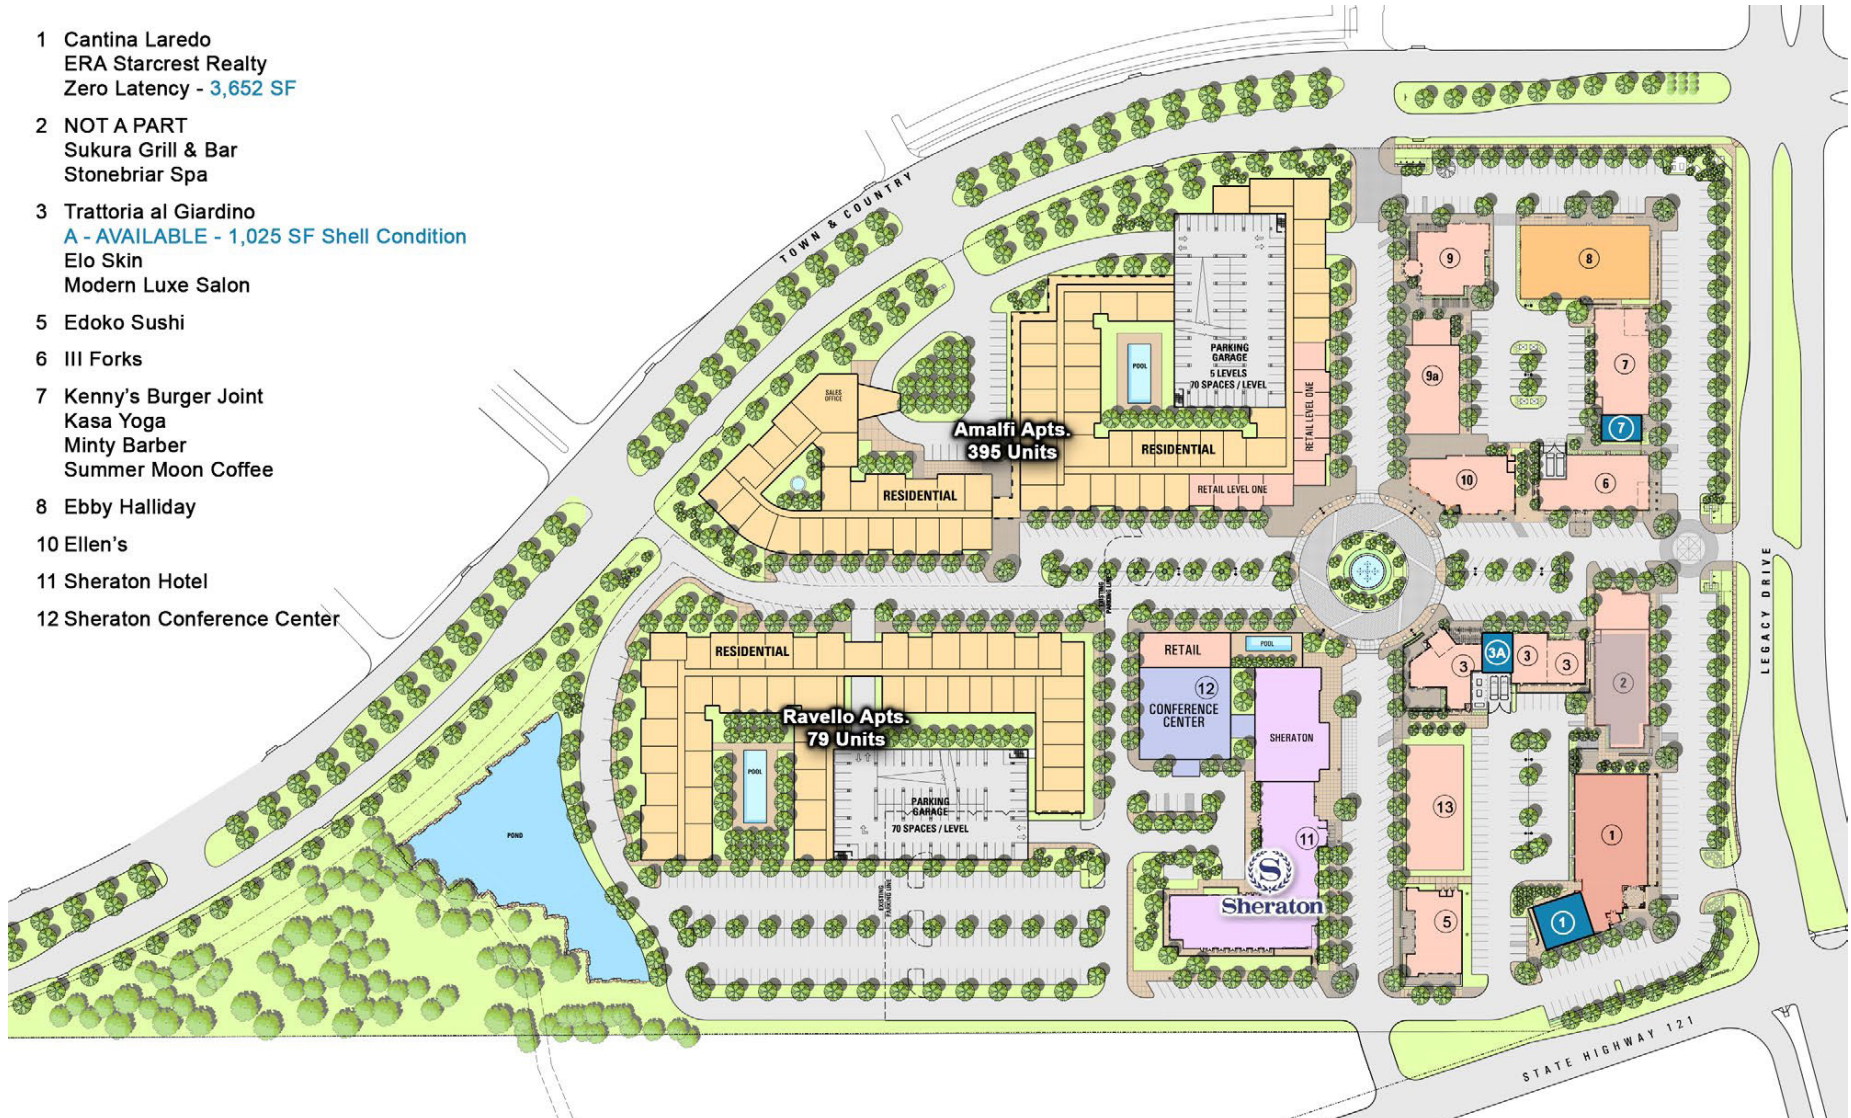 1 Cantina Laredo
ERA Starcrest Realty
Zero Latency - 3,652 SF
2 NOT A PART
Sukura Grill & Bar
Stonebriar Spa
3 Trattoria al Giardino
A - AVAILABLE - 1,025 SF Shell Condition
Elo Skin
Modern Luxe Salon
5 Edoko Sushi
6 III Forks
7 Kenny's Burger Joint
Kasa Yoga
Minty Barber
Summer Moon Coffee
8 Ebby Halliday
10 Ellen's
11 Sheraton Hotel
12 Sheraton Conference Center
TOWN & COUNTRY
SALES
OFFICE
RESIDENTIAL
Amalfi Apts.
395 Units
POOL
RESIDENTIAL
PARKING
GARAGE
5 LEVELS
70 SPACES / LEVEL
RETAIL LEVEL ONE
RETAIL LEVEL ONE
9
8
9a
7
7
10
6
LEGACY DRIVE
EXISTING
PARKING LINE
RESIDENTIAL
Ravello Apts.
79 Units
POOL
PARKING
GARAGE
70 SPACES / LEVEL
EXISTING
PARKING LINE
POND
RETAIL
POOL
12
CONFERENCE
CENTER
SHERATON
11
S
Sheraton
3
3A
3
3
2
13
1
5
1
STATE HIGHWAY 121